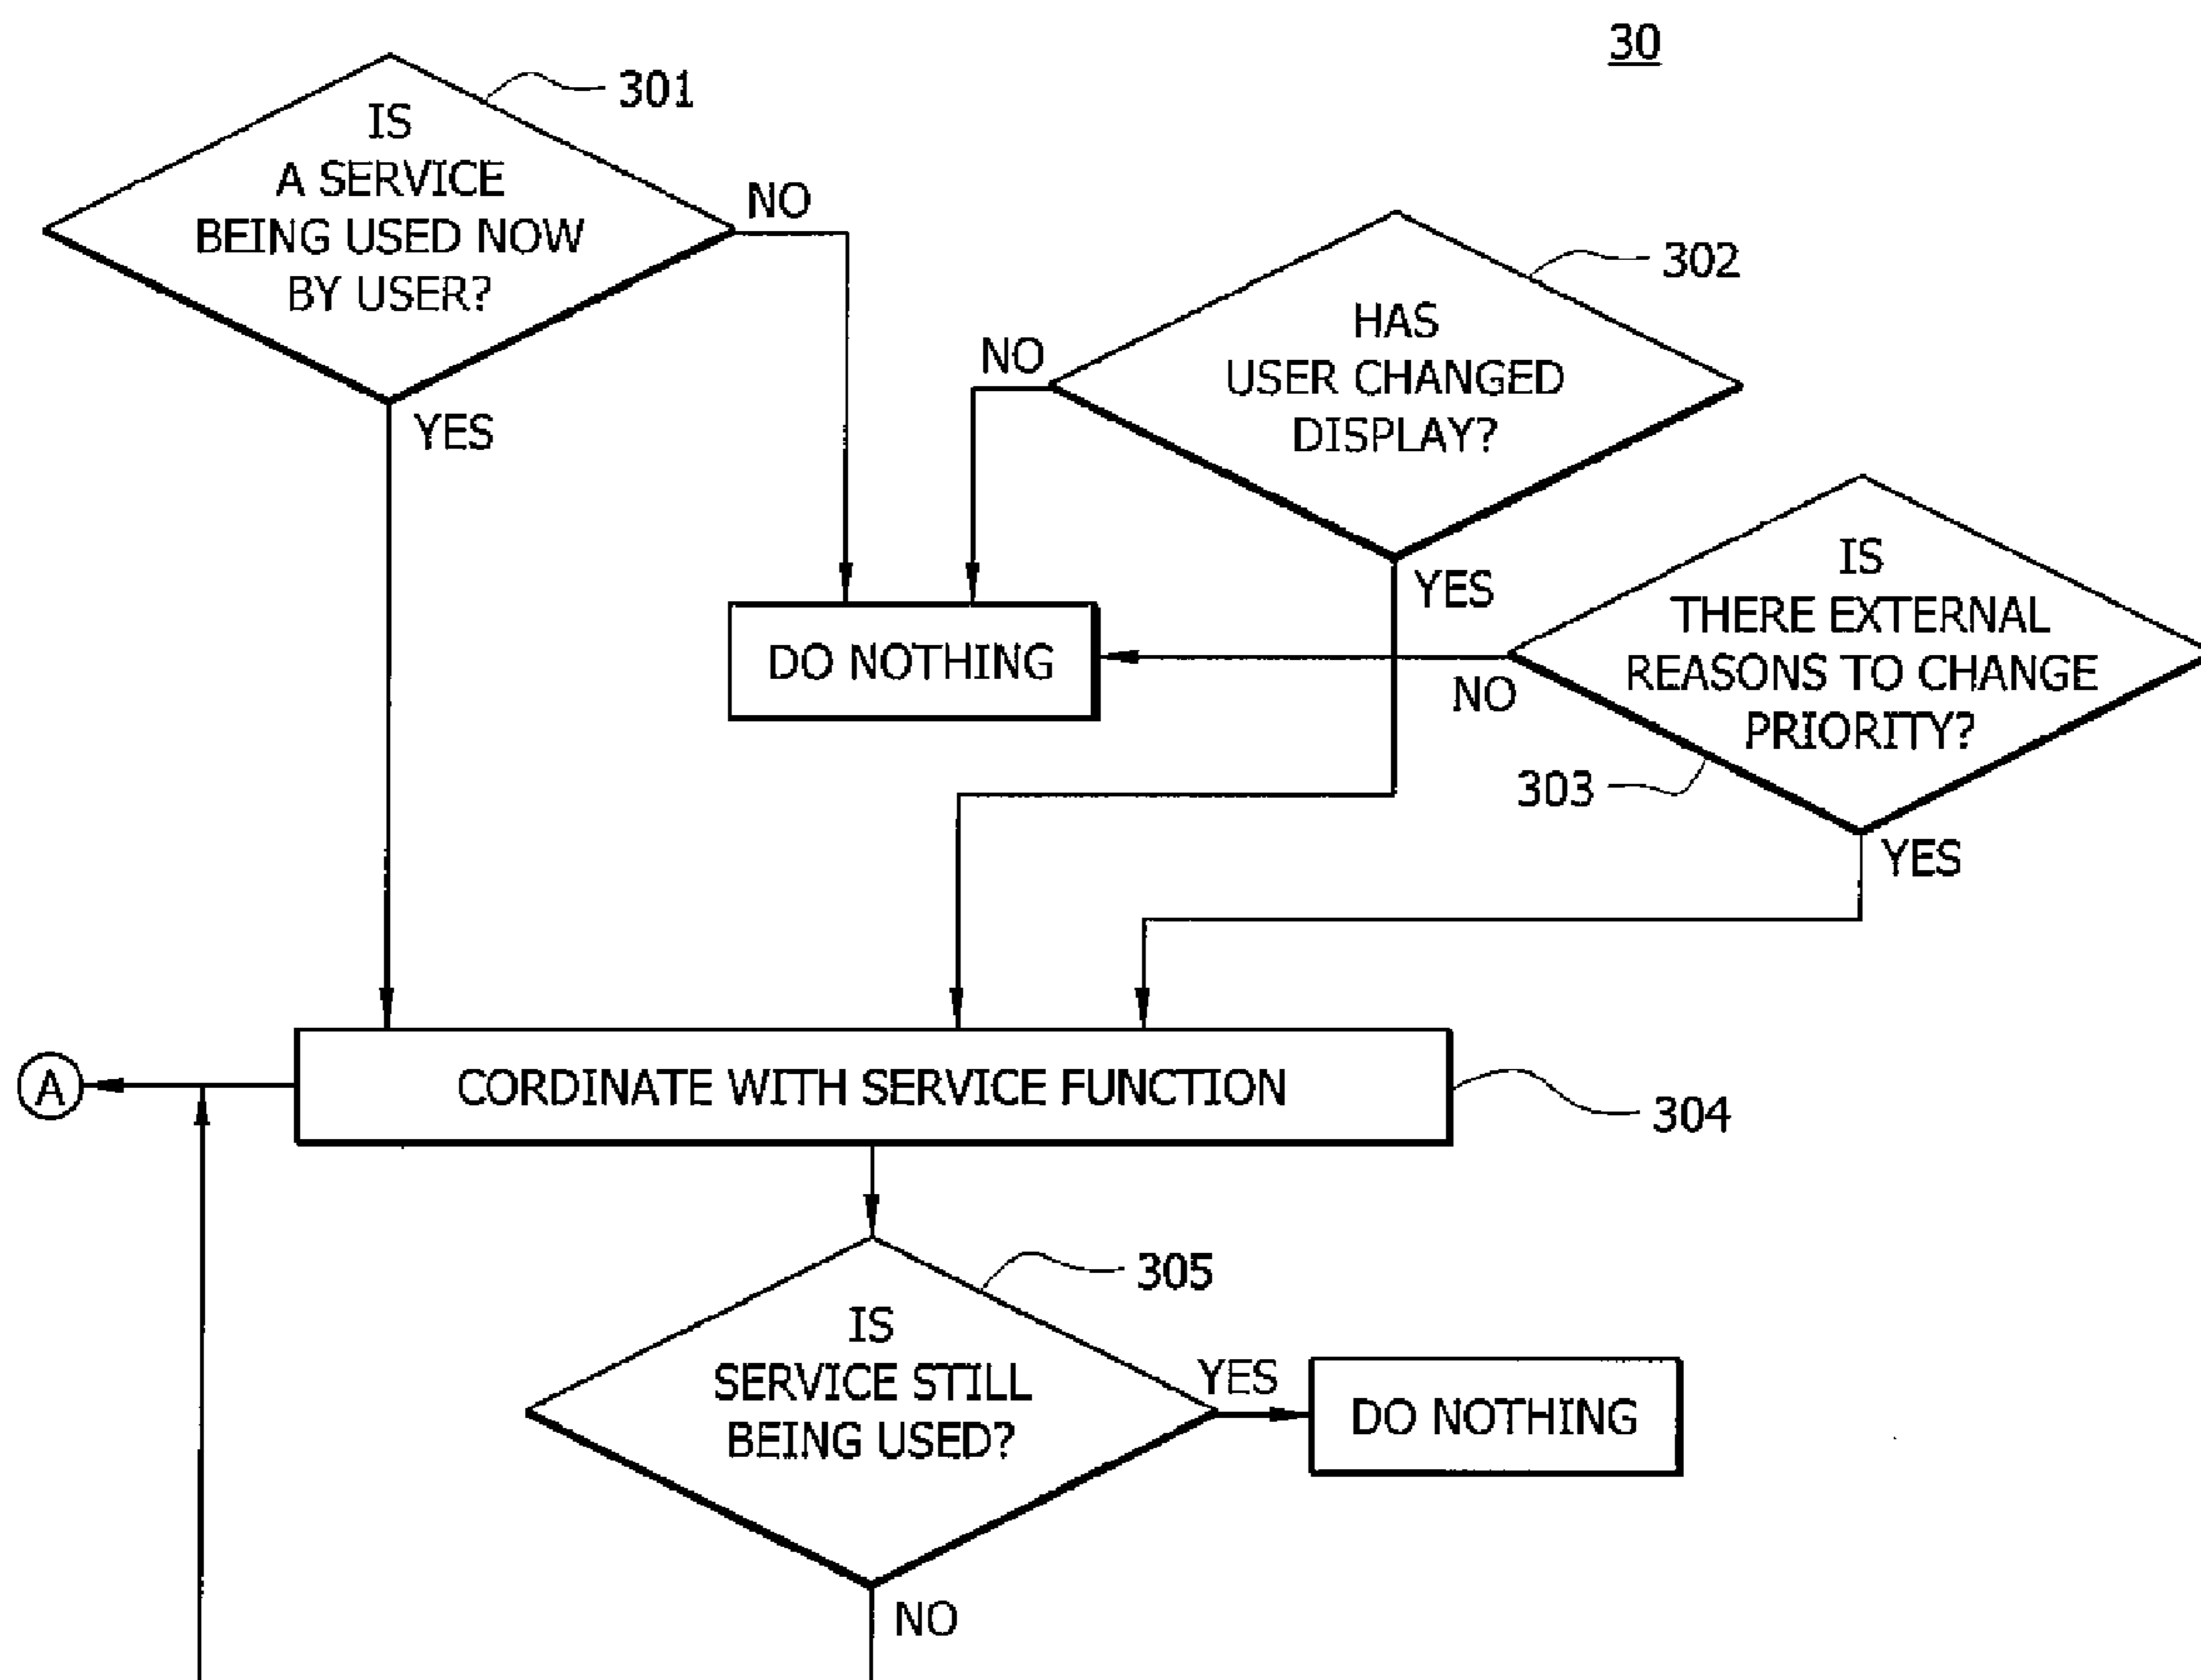 30
301
IS
A SERVICE
BEING USED NOW
BY USER?
NO
YES
302
HAS
USER CHANGED
DISPLAY?
NO
YES
IS
THERE EXTERNAL
REASONS TO CHANGE
PRIORITY?
NO
303
YES
DO NOTHING
A
CORDINATE WITH SERVICE FUNCTION
304
305
IS
SERVICE STILL
BEING USED?
YES
DO NOTHING
NO